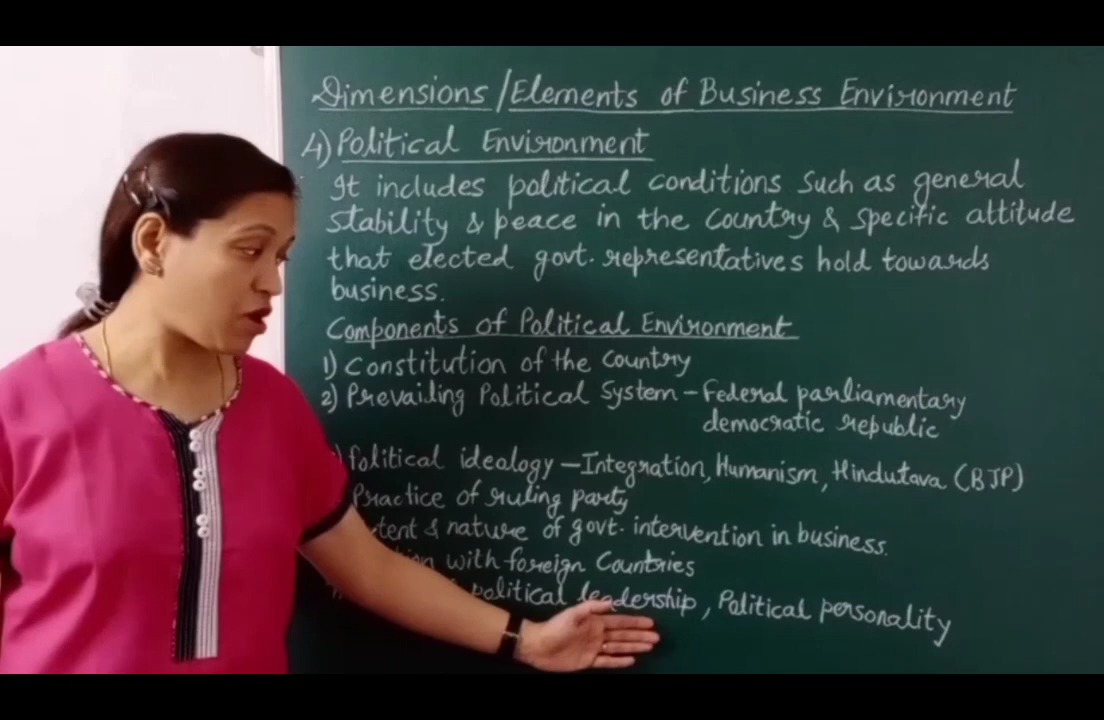 Dimensions/Elements of Business Environment
4) Political Environment
It includes political conditions such as general
stability & peace in the country & specific attitude
that elected govt. representatives hold towards
business.
Components of Political Environment
1) Constitution of the country
2) Prevailing Political System – Federal parliamentary
democratic republic
Political ideology – Integration, Humanism, Hindutava (BJP)
Practice of ruling party
& nature of govt. intervention in business.
with foreign Countries
political leadership, Political personality